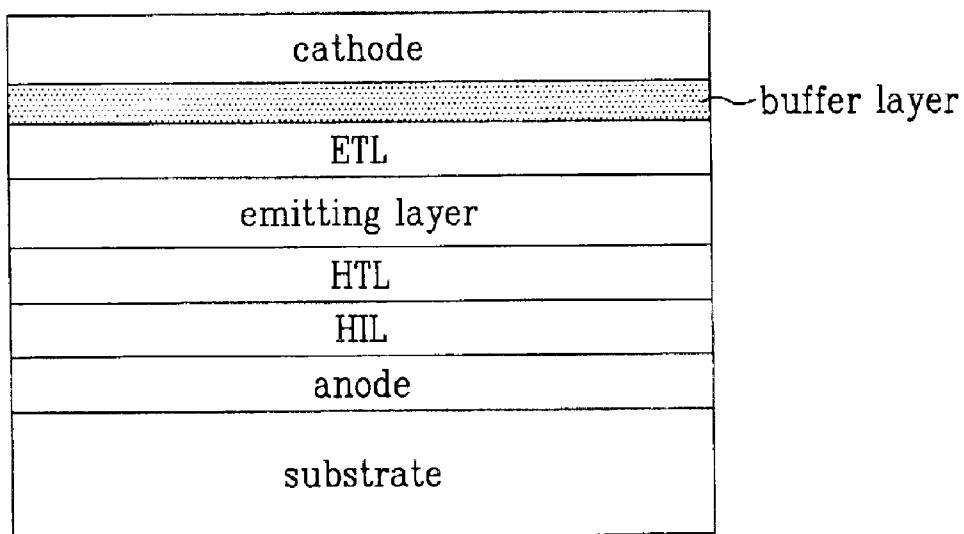 cathode
buffer layer
ETL
emitting layer
HTL
HIL
anode
substrate